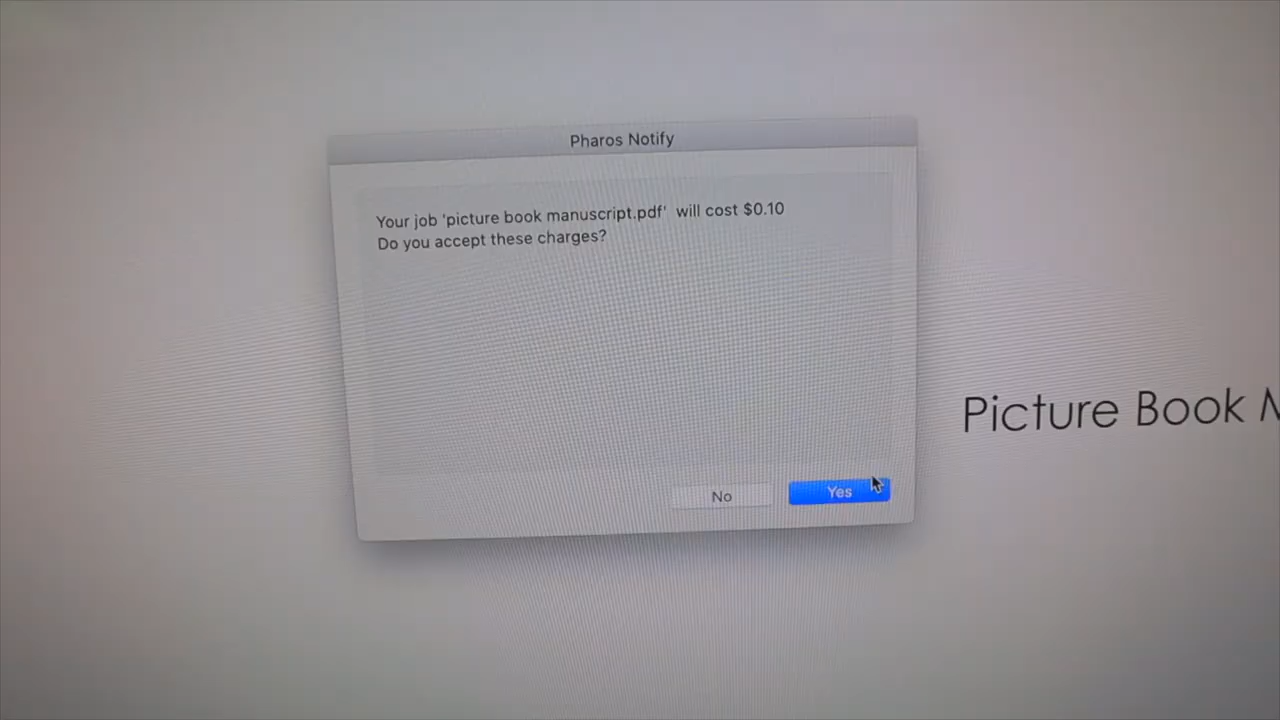 Pharos Notify
Your job 'picture book manuscript.pdf' will cost $0.10
Do you accept these charges?
Picture Book
No
Yes